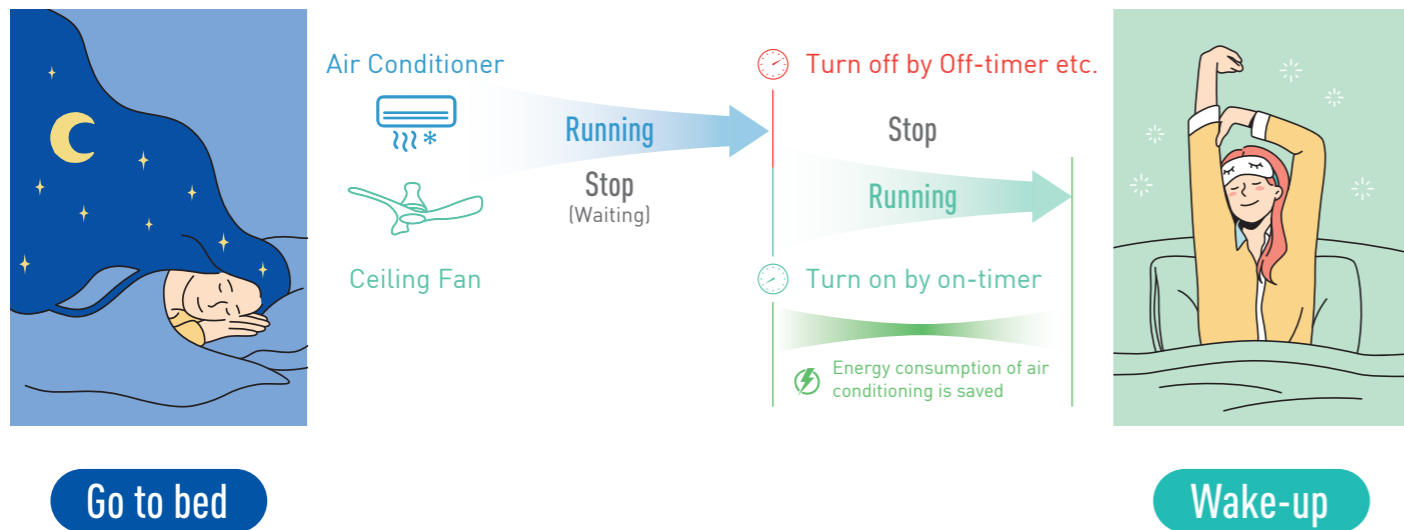 Air Conditioner
Running
Stop
(Waiting)
Ceiling Fan
Turn off by Off-timer etc.
Stop
Running
Turn on by on-timer
Energy consumption of air
conditioning is saved
Go to bed
Wake-up